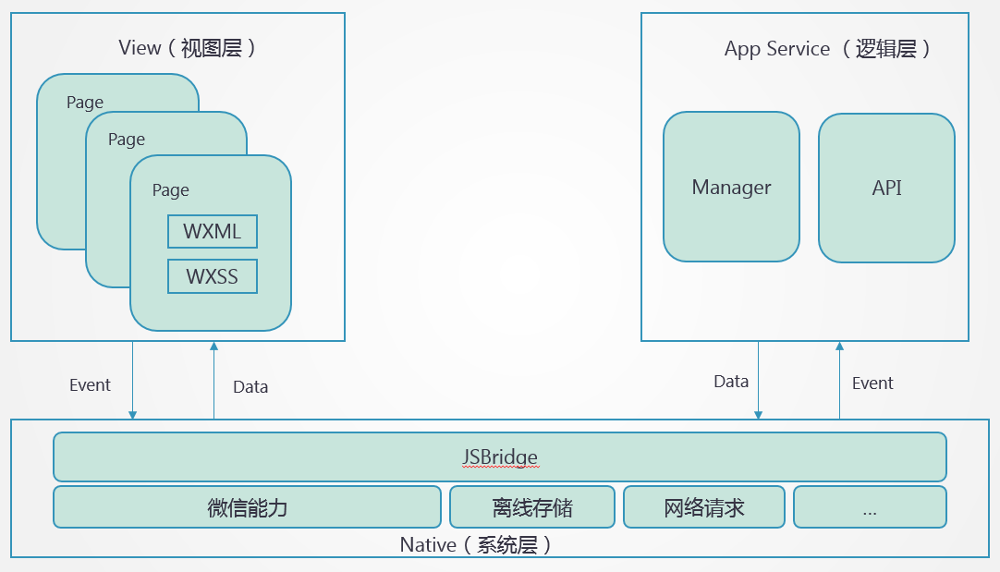 View（视图层）
Page
Page
Page
WXML
WXSS
App Service （逻辑层）
Manager
API
Event
Data
Data
Event
JSBridge
微信能力
离线存储
网络请求
...
Native（系统层）